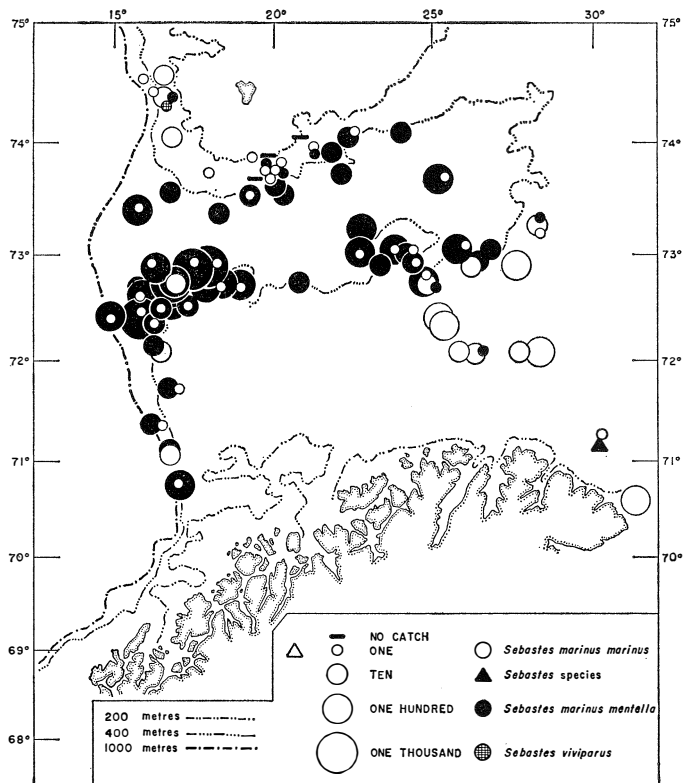 15° 20° 25° 30°
75° 75°
74° 74°
73° 73°
72° 72°
71° 71°
70° 70°
69°
68°
NO CATCH
ONE
TEN
ONE HUNDRED
ONE THOUSAND
Sebastes marinus marinus
Sebastes species
Sebastes marinus mentella
Sebastes viviparus
200 metres
400 metres
1000 metres